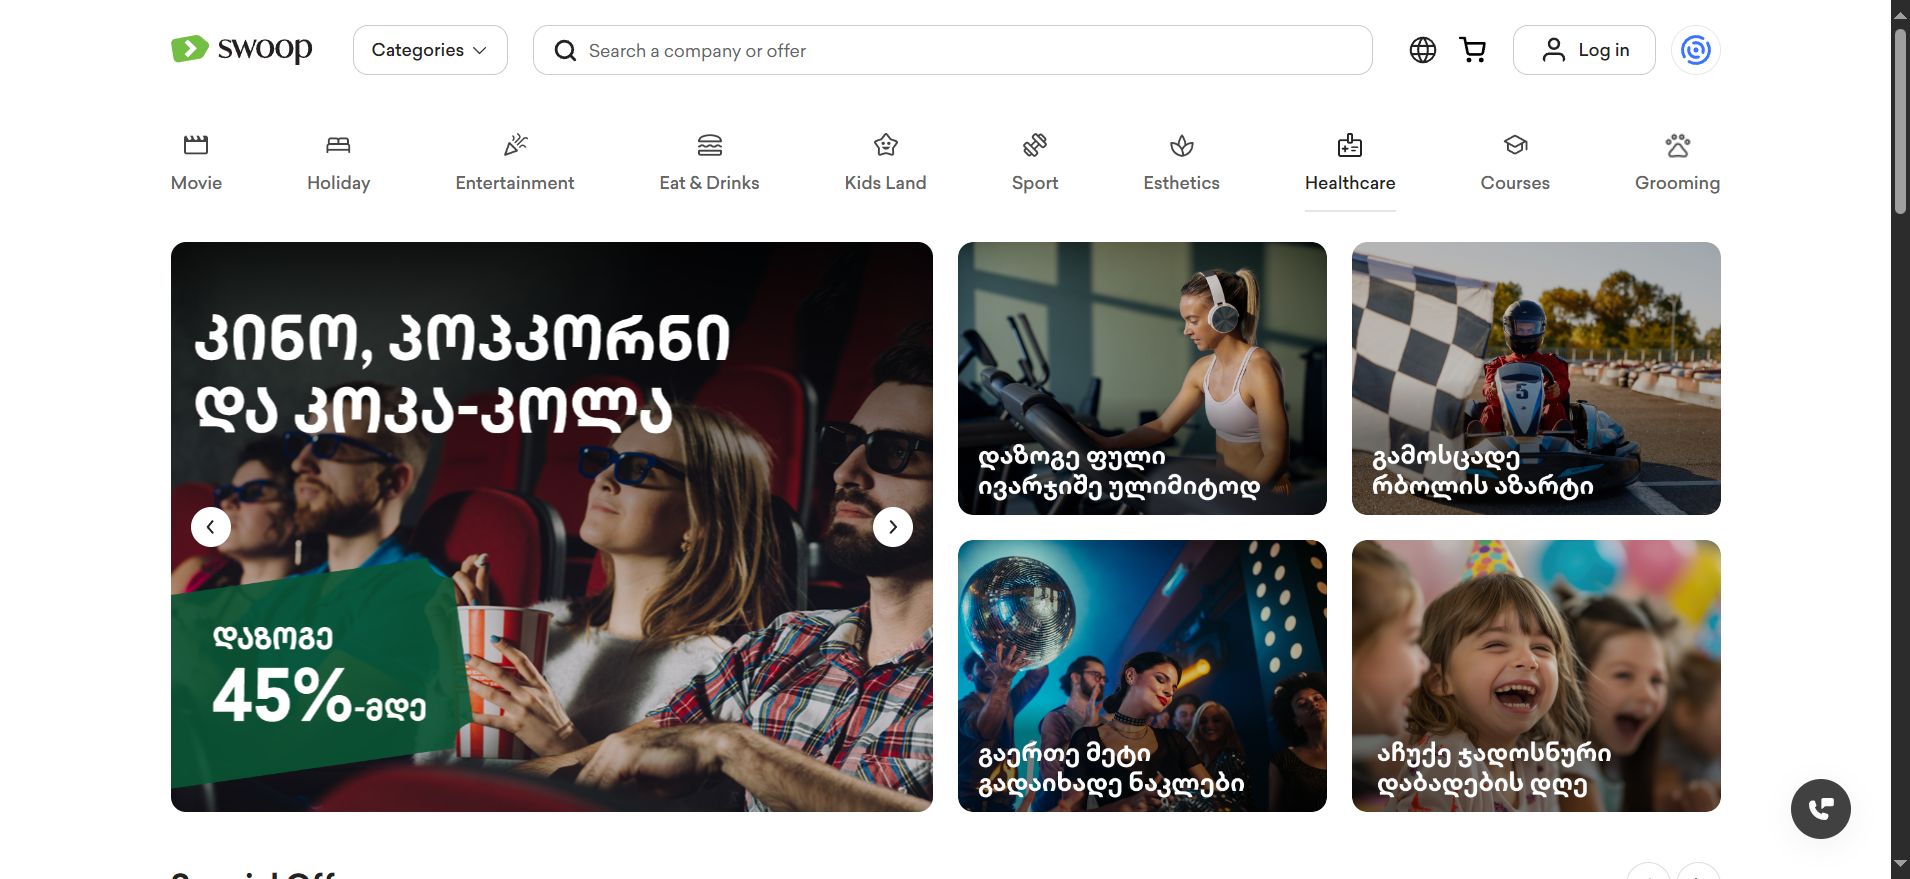 swoop
Categories
Search a company or offer
Log in
Movie
Holiday
Entertainment
Eat & Drinks
Kids Land
Sport
Esthetics
Healthcare
Courses
Grooming
კინო, პოპკორნი
და კოკა-კოლა
დაზოგე
45%-მდე
დაზოგე ფული
ივარჯიშე ულიმიტოდ
გამოსცადე
რბოლის აზარტი
5
გაერთე მეტი
გადაიხადე ნაკლები
აჩუქე ჯადოსნური
დაბადების დღე